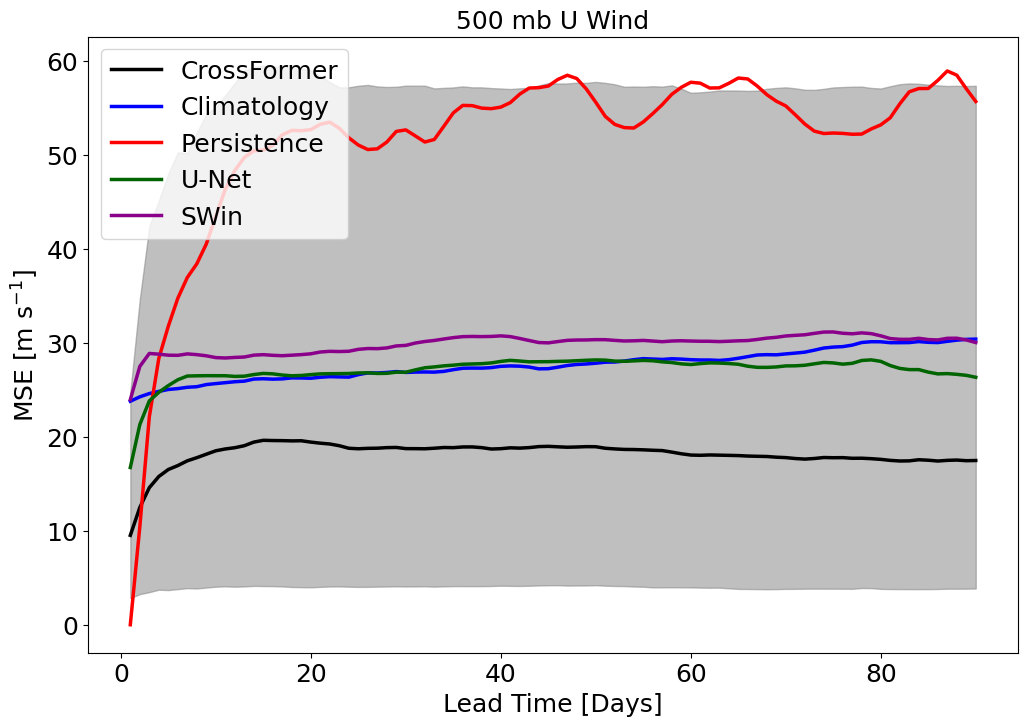 500 mb U Wind
CrossFormer
Climatology
Persistence
U-Net
SWin
MSE [m s⁻¹]
60
50
40
30
20
10
0
0 20 40 60 80
Lead Time [Days]